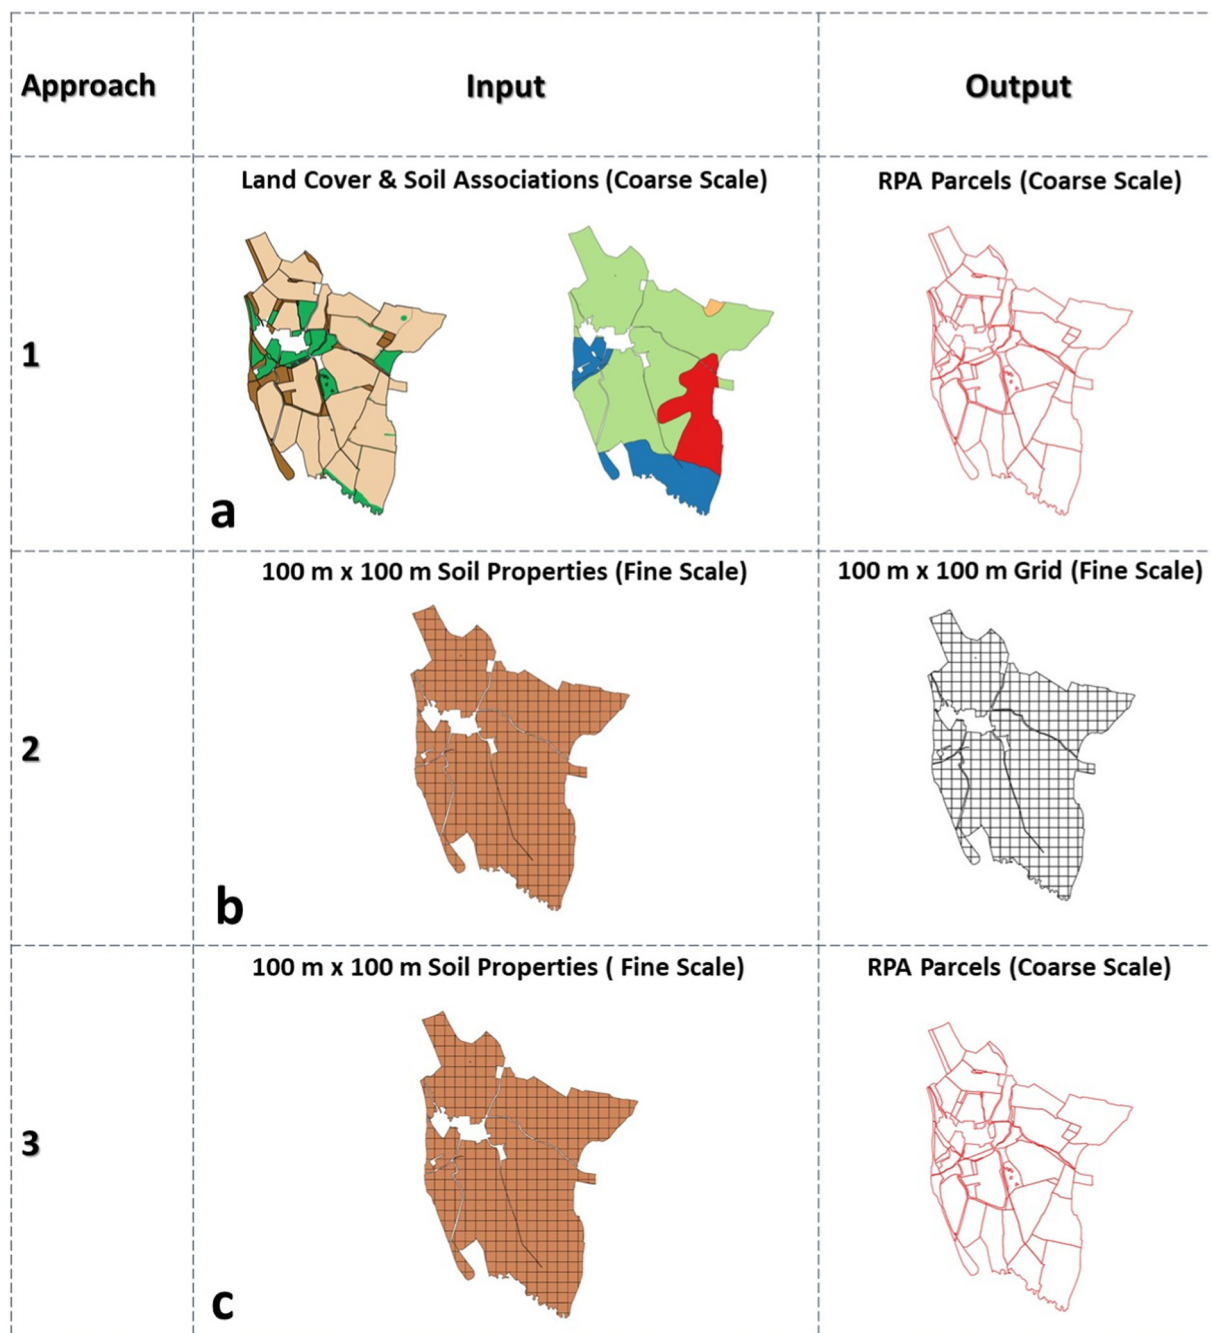 Approach Input Output
Land Cover & Soil Associations (Coarse Scale) RPA Parcels (Coarse Scale)
1
a
100 m x 100 m Soil Properties (Fine Scale) 100 m x 100 m Grid (Fine Scale)
2
b
100 m x 100 m Soil Properties ( Fine Scale) RPA Parcels (Coarse Scale)
3
c